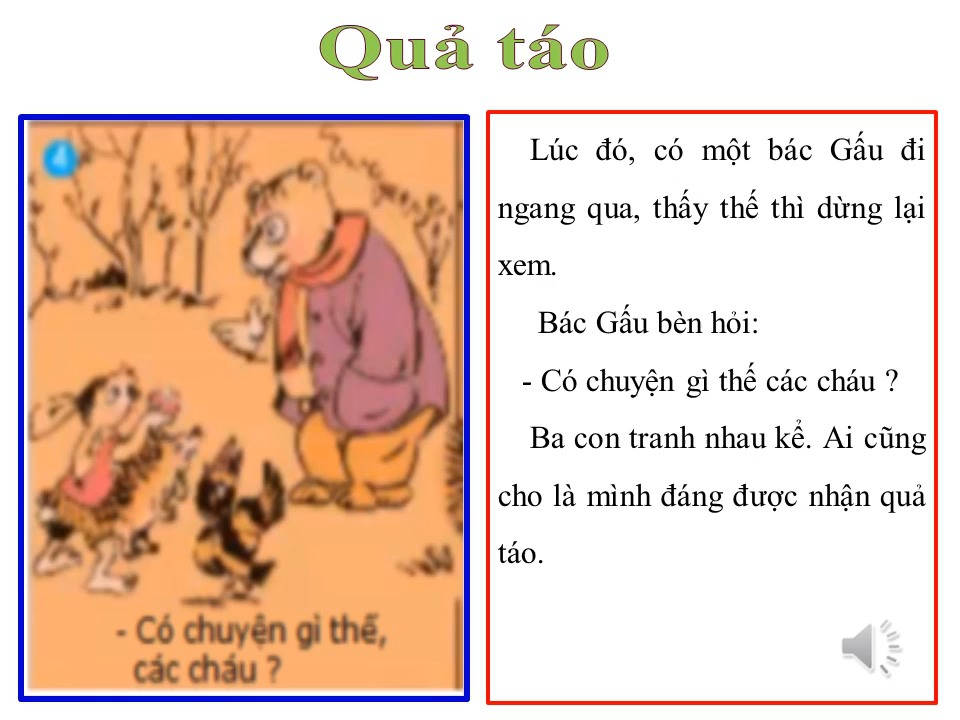 Quả táo
4
- Có chuyện gì thế,
các cháu ?
Lúc đó, có một bác Gấu đi
ngang qua, thấy thế thì dừng lại
xem.
Bác Gấu bèn hỏi:
- Có chuyện gì thế các cháu ?
Ba con tranh nhau kể. Ai cũng
cho là mình đáng được nhận quả
táo.